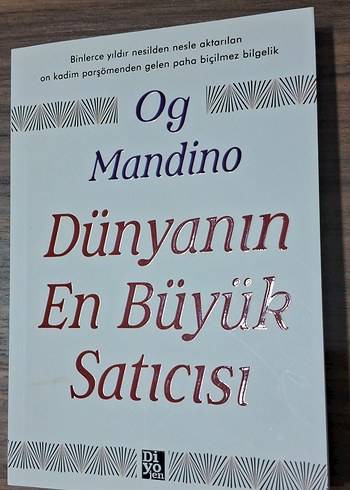 Binlerce yıldır nesilden nesle aktarılan
on kadim parşömenden gelen paha biçilmez bilgelik
Og
Mandino
Dünyanın
En Büyük
Satıcısı
Di
yo
jen